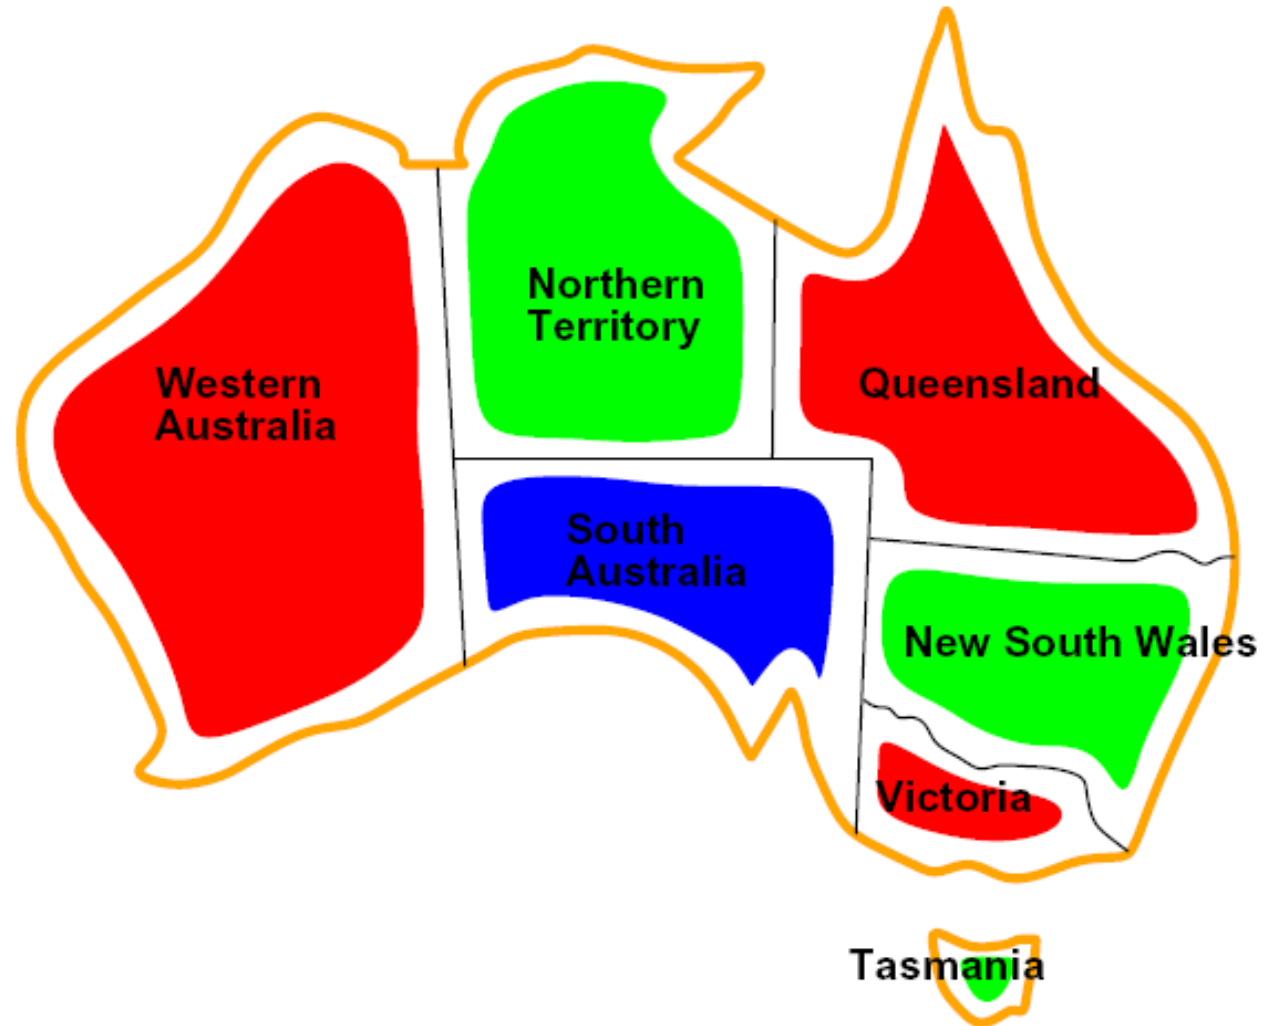 Northern
Territory
Western
Australia
Queensland
South
Australia
New South Wales
Victoria
Tasmania